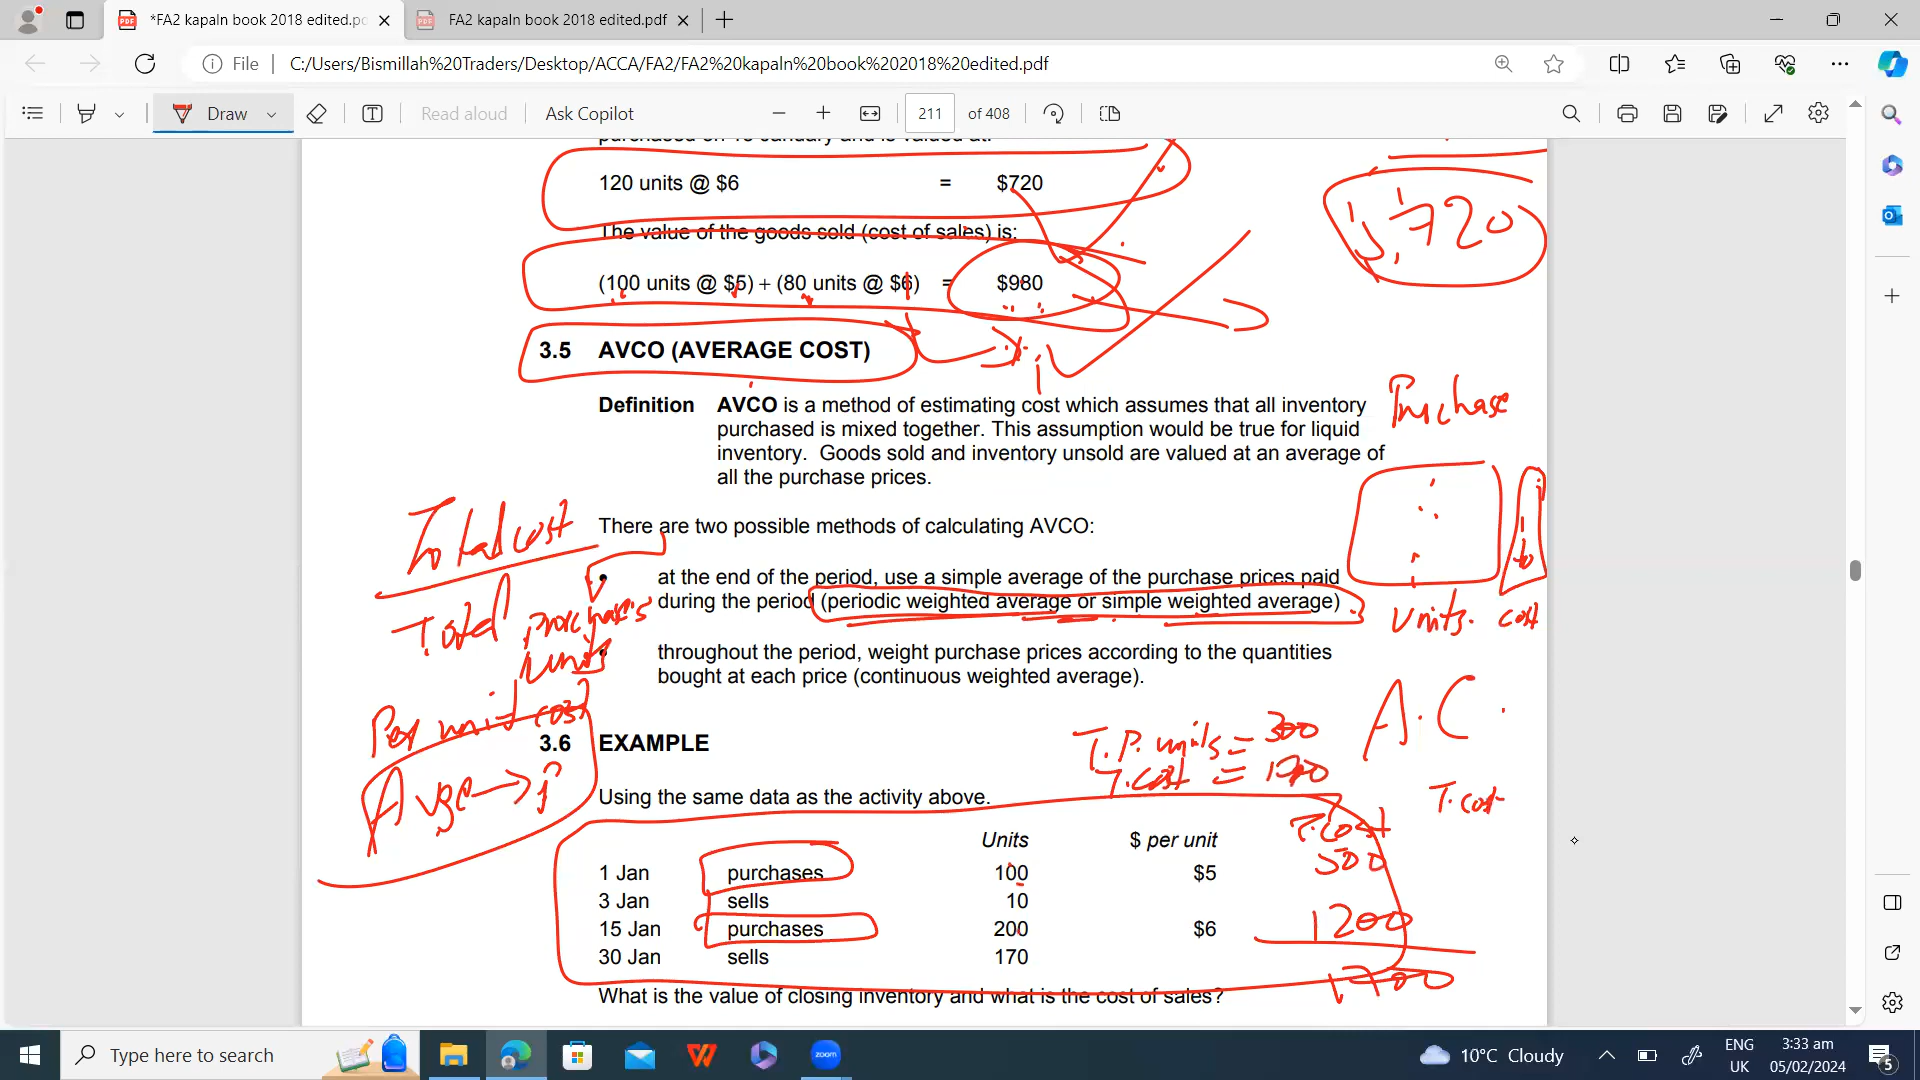 *FA2 kapaln book 2018 edited.pd
FA2 kapaln book 2018 edited.pdf
File
C:/Users/Bismillah%20Traders/Desktop/ACCA/FA2/FA2%20kapaln%20book%202018%20edited.pdf
Draw
Read aloud
Ask Copilot
211
of 408
120 units @ $6 = $720
1,720
The value of the goods sold (cost of sales) is:
(100 units @ $5) + (80 units @ $6) = $980
3.5 AVCO (AVERAGE COST)
Definition AVCO is a method of estimating cost which assumes that all inventory
purchased is mixed together. This assumption would be true for liquid
inventory. Goods sold and inventory unsold are valued at an average of
all the purchase prices.
Purchase
Units. cost
There are two possible methods of calculating AVCO:
• at the end of the period, use a simple average of the purchase prices paid
during the period (periodic weighted average or simple weighted average)
• throughout the period, weight purchase prices according to the quantities
bought at each price (continuous weighted average).
Total cost
Total purchases
units
Per unit cost
A.C.
T. cost
3.6 EXAMPLE
T.P. units = 300
T. cost = 1700
Using the same data as the activity above.
Units $ per unit T. cost
1 Jan purchases 100 $5 500
3 Jan sells 10
15 Jan purchases 200 $6 1200
30 Jan sells 170
1700
What is the value of closing inventory and what is the cost of sales?
Type here to search
zoom
10°C Cloudy
ENG
UK
3:33 am
05/02/2024
5